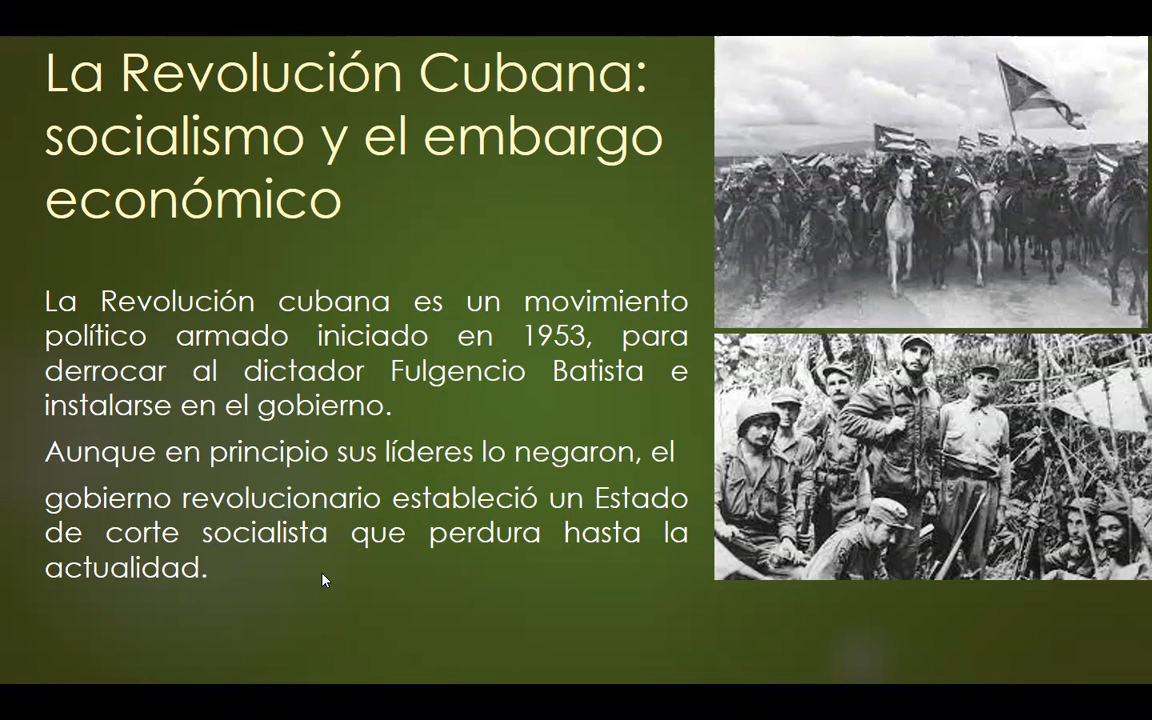 La Revolución Cubana:
socialismo y el embargo
económico
La Revolución cubana es un movimiento
político armado iniciado en 1953, para
derrocar al dictador Fulgencio Batista e
instalarse en el gobierno.
Aunque en principio sus líderes lo negaron, el
gobierno revolucionario estableció un Estado
de corte socialista que perdura hasta la
actualidad.